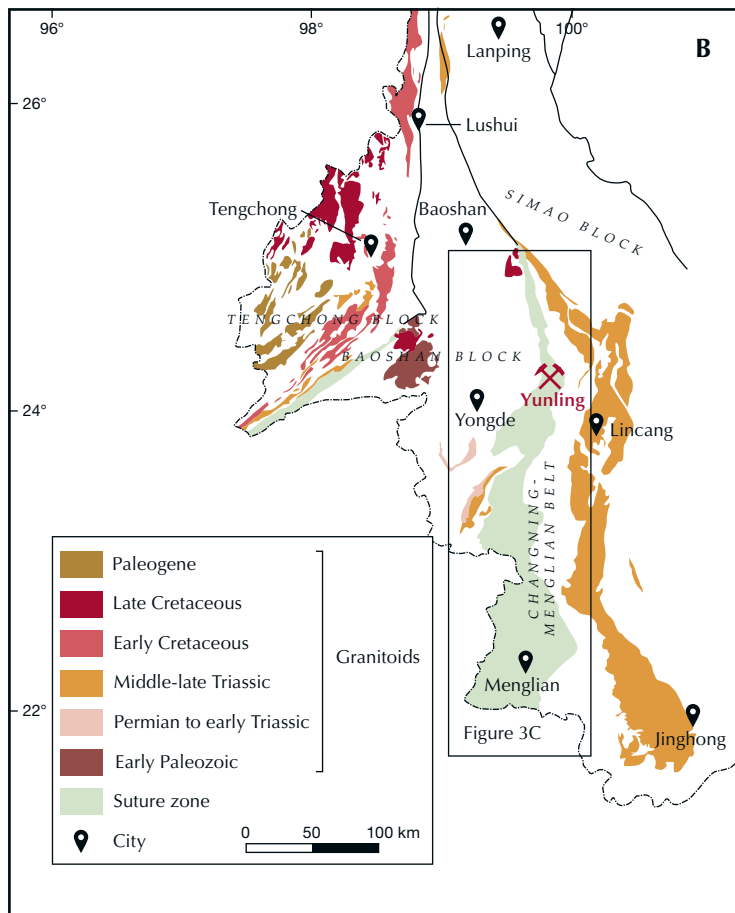 96°
98°
100°
B
Lanping
26°
Lushui
SIMAO BLOCK
Tengchong
Baoshan
TENGCHONG BLOCK
BAOSHAN BLOCK
Yunling
24°
Yongde
Lincang
CHANGNING-
MENGLIAN BELT
Paleogene
Late Cretaceous
Early Cretaceous
Granitoids
Middle-late Triassic
Permian to early Triassic
Early Paleozoic
Suture zone
City
0 50 100 km
Menglian
22°
Figure 3C
Jinghong